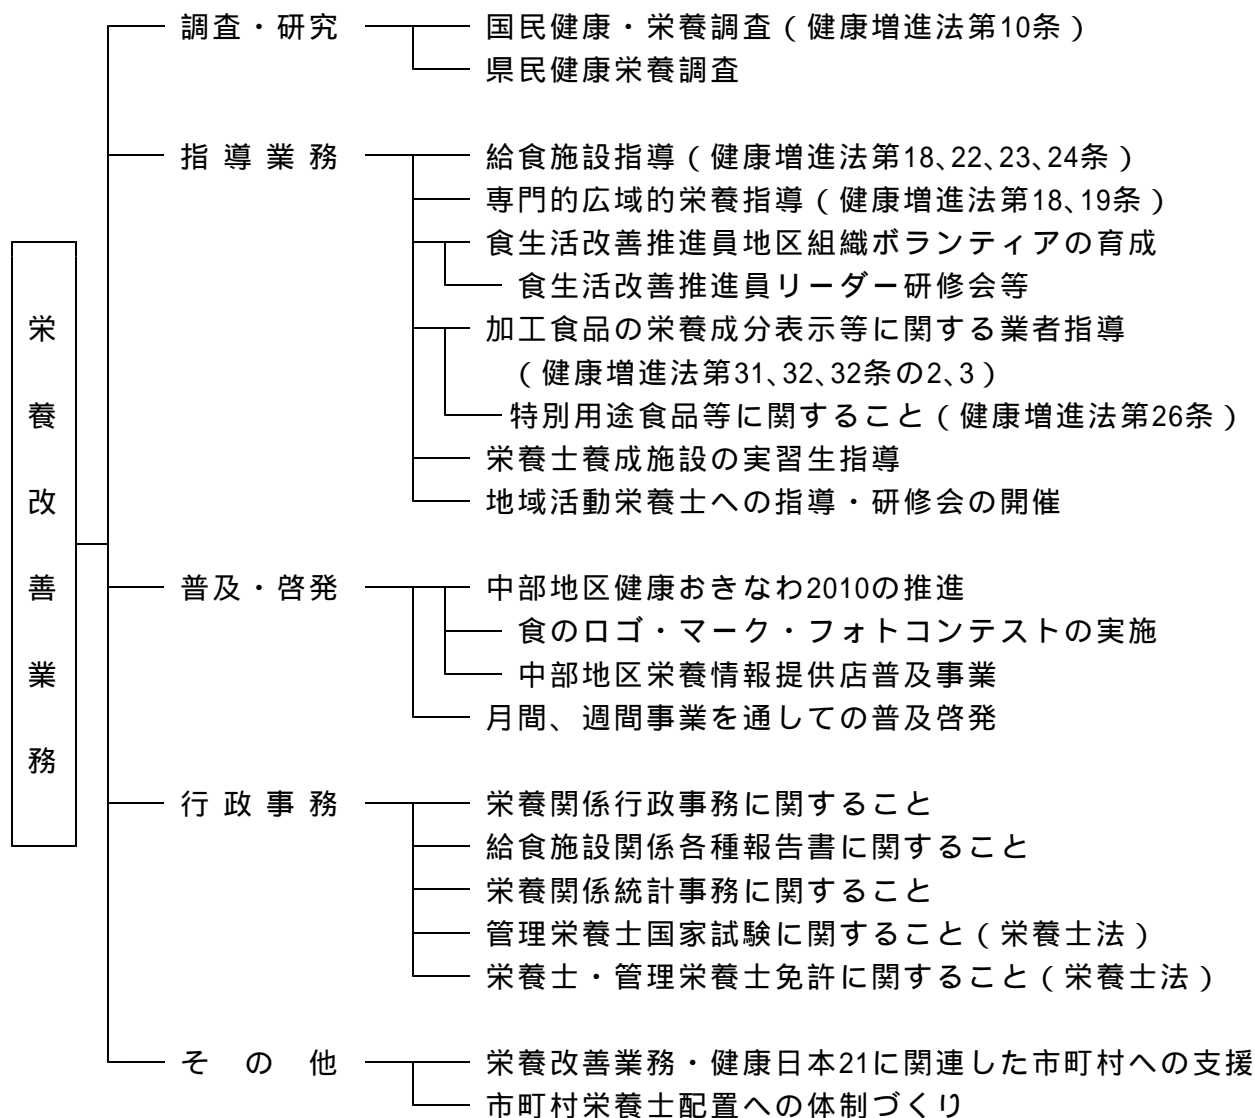 栄養改善業務
調査・研究
国民健康・栄養調査(健康増進法第10条)
県民健康栄養調査
指導業務
給食施設指導(健康増進法第18、22、23、24条)
専門的広域的栄養指導(健康増進法第18、19条)
食生活改善推進員地区組織ボランティアの育成
食生活改善推進員リーダー研修会等
加工食品の栄養成分表示等に関する業者指導
(健康増進法第31、32、32条の2、3)
特別用途食品等に関すること(健康増進法第26条)
栄養士養成施設の実習生指導
地域活動栄養士への指導・研修会の開催
普及・啓発
中部地区健康おきなわ2010の推進
食のロゴ・マーク・フォトコンテストの実施
中部地区栄養情報提供店普及事業
月間、週間事業を通しての普及啓発
行政事務
栄養関係行政事務に関すること
給食施設関係各種報告書に関すること
栄養関係統計事務に関すること
管理栄養士国家試験に関すること(栄養士法)
栄養士・管理栄養士免許に関すること(栄養士法)
その他
栄養改善業務・健康日本21に関連した市町村への支援
市町村栄養士配置への体制づくり